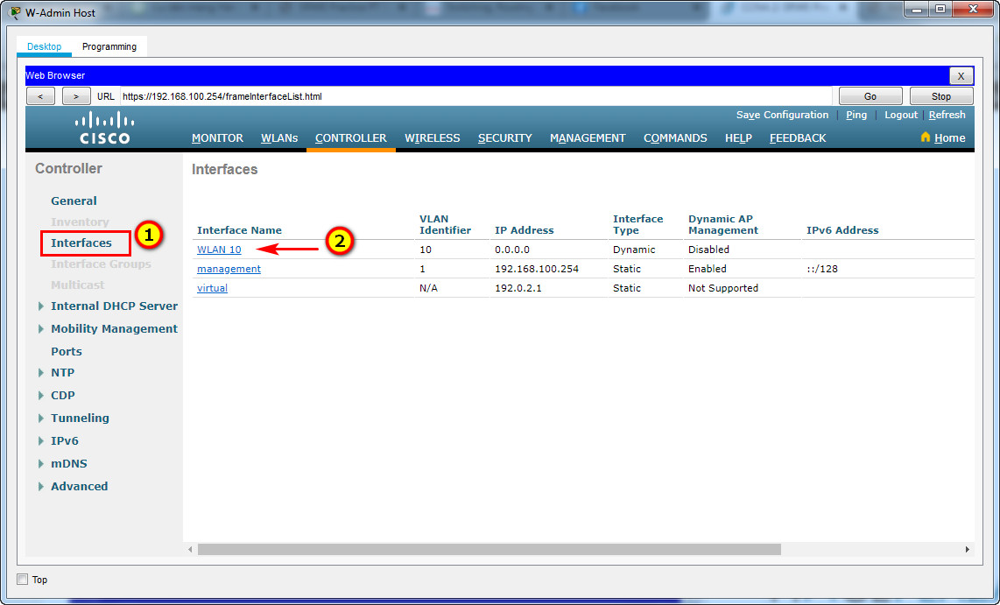 W-Admin Host
Desktop Programming
Web Browser X
< > URL https://192.168.100.254/frameInterfaceList.html Go Stop
Save Configuration | Ping | Logout | Refresh
CISCO
MONITOR WLANs CONTROLLER WIRELESS SECURITY MANAGEMENT COMMANDS HELP FEEDBACK Home
Controller
General
Inventory
Interfaces
1
Interface Groups
Multicast
Internal DHCP Server
Mobility Management
Ports
NTP
CDP
Tunneling
IPv6
mDNS
Advanced
Interfaces
Interface Name VLAN Identifier IP Address Interface Type Dynamic AP Management IPv6 Address
2
WLAN 10 10 0.0.0.0 Dynamic Disabled
management 1 192.168.100.254 Static Enabled ::/128
virtual N/A 192.0.2.1 Static Not Supported
Top